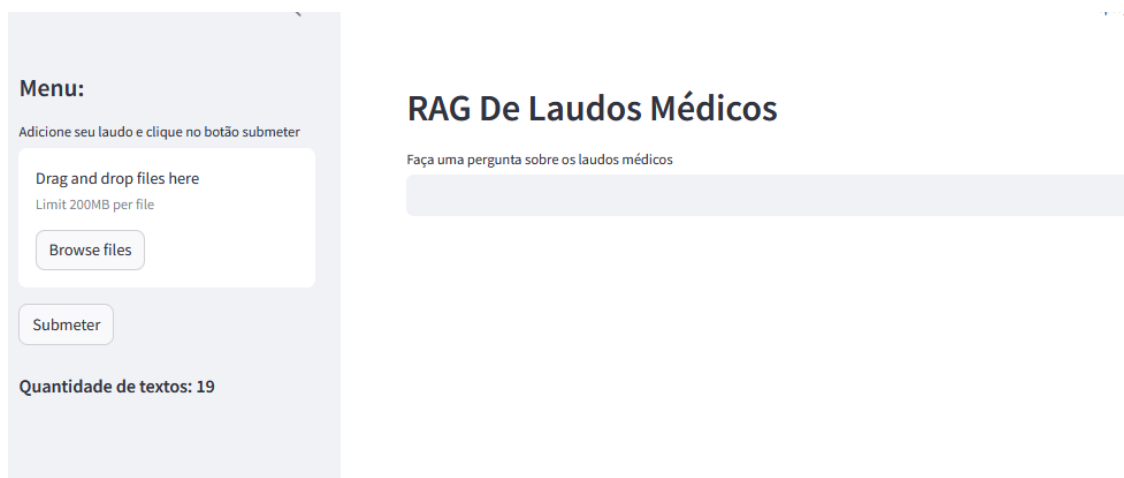 Menu:
Adicione seu laudo e clique no botão submeter
Drag and drop files here
Limit 200MB per file
Browse files
Submeter
Quantidade de textos: 19
RAG De Laudos Médicos
Faça uma pergunta sobre os laudos médicos